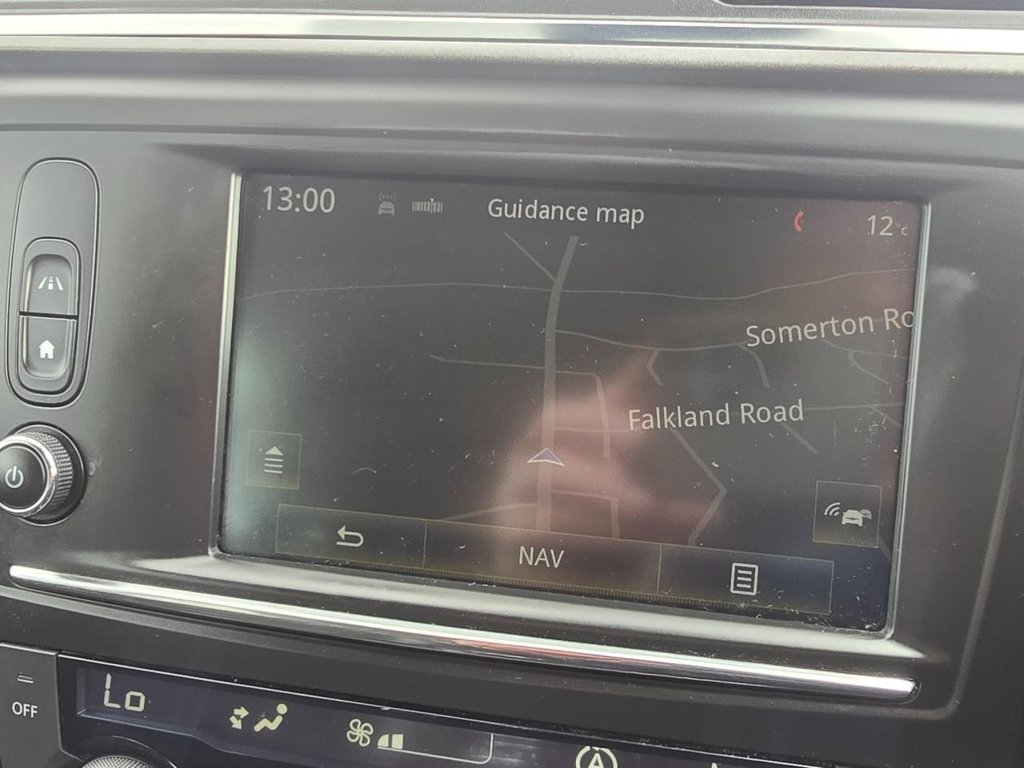 13:00
Guidance map
12 °c
Somerton Ro
Falkland Road
NAV
OFF
Lo
A